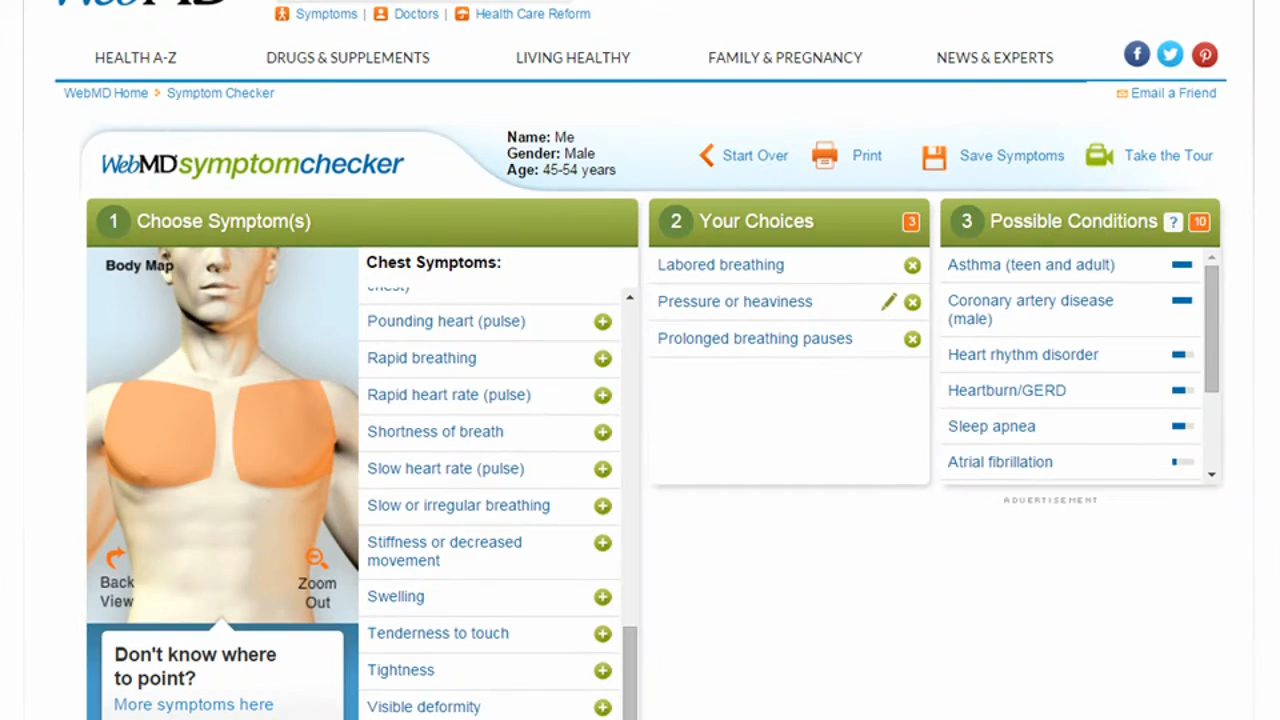 WebMD
Symptoms | Doctors | Health Care Reform
HEALTH A-Z DRUGS & SUPPLEMENTS LIVING HEALTHY FAMILY & PREGNANCY NEWS & EXPERTS
WebMD Home > Symptom Checker
Email a Friend
WebMD symptomchecker
Name: Me
Gender: Male
Age: 45-54 years
Start Over Print Save Symptoms Take the Tour
1 Choose Symptom(s)
Body Map
Back
View
Zoom
Out
Don't know where
to point?
More symptoms here
Chest Symptoms:
chest)
Pounding heart (pulse)
Rapid breathing
Rapid heart rate (pulse)
Shortness of breath
Slow heart rate (pulse)
Slow or irregular breathing
Stiffness or decreased
movement
Swelling
Tenderness to touch
Tightness
Visible deformity
2 Your Choices 3
Labored breathing
Pressure or heaviness
Prolonged breathing pauses
3 Possible Conditions ? 10
Asthma (teen and adult)
Coronary artery disease
(male)
Heart rhythm disorder
Heartburn/GERD
Sleep apnea
Atrial fibrillation
ADVERTISEMENT